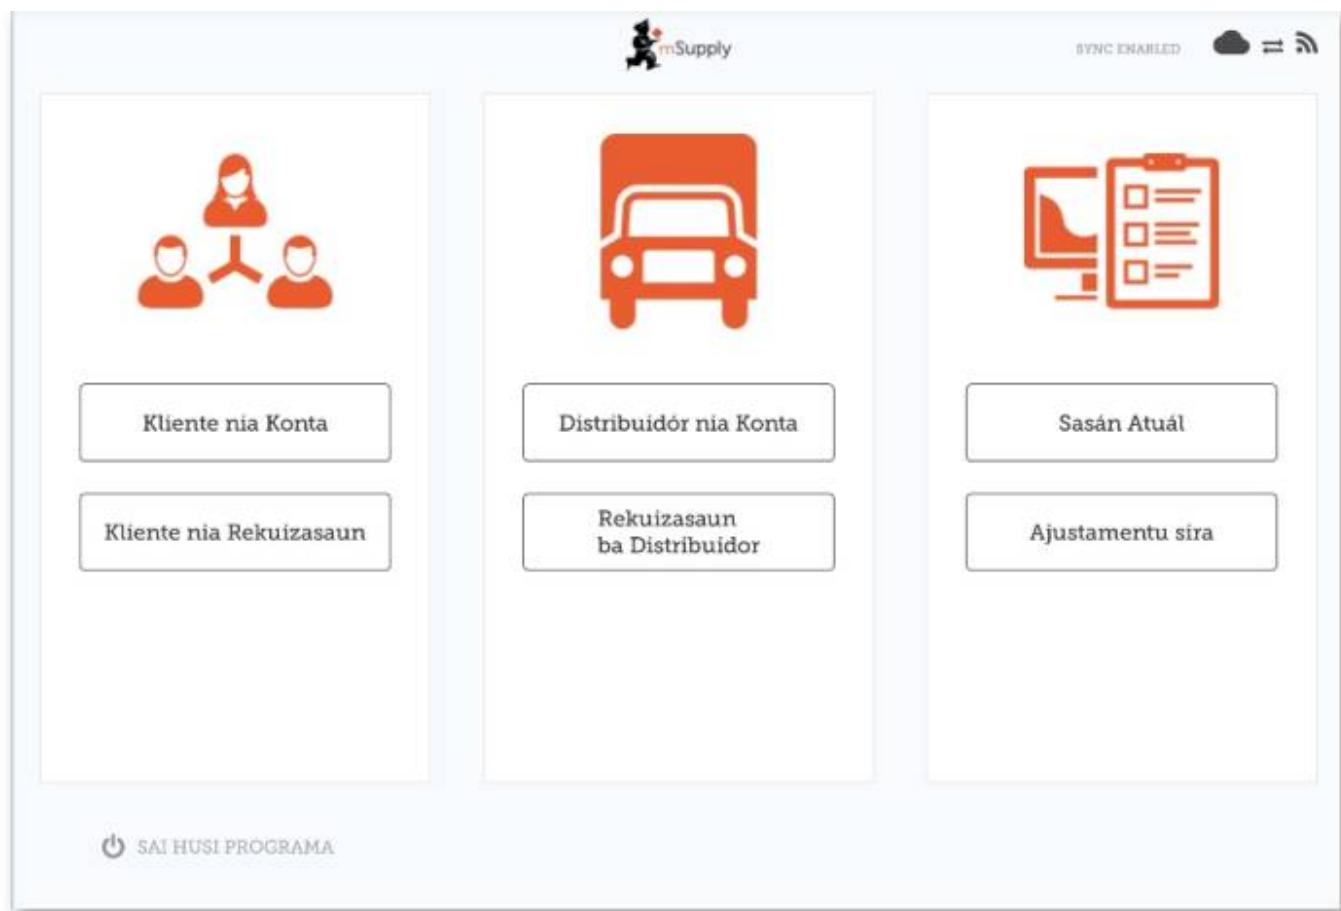 mSupply
SYNC ENABLED
Kliente nia Konta
Kliente nia Rekuizasaun
Distribuidór nia Konta
Rekuizasaun
ba Distribuidor
Sasán Atuál
Ajustamentu sira
SAI HUSI PROGRAMA